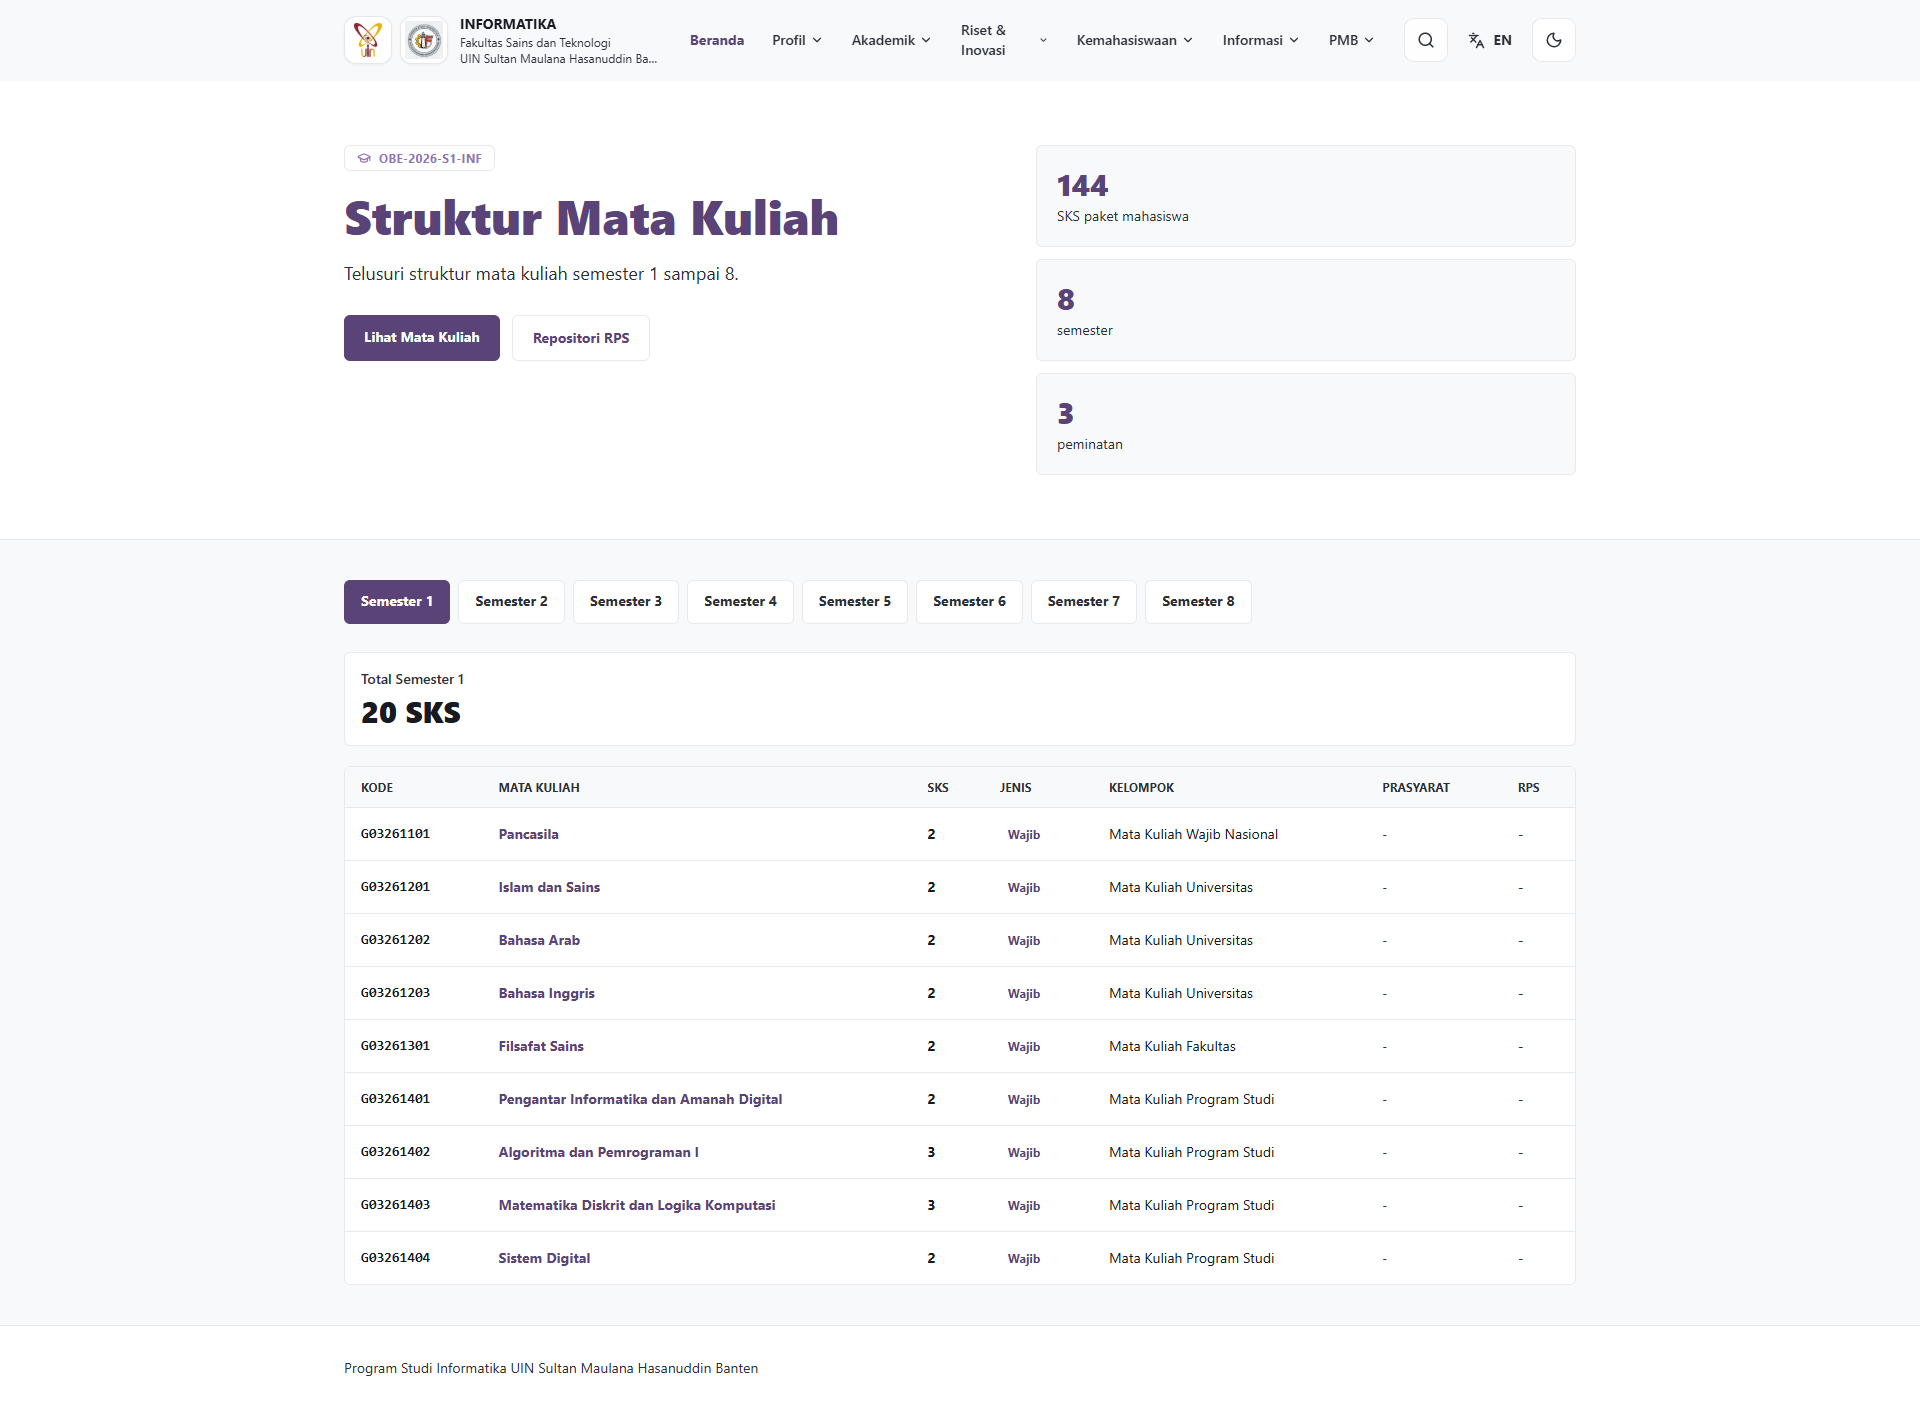 INFORMATIKA
Fakultas Sains dan Teknologi
UIN Sultan Maulana Hasanuddin Ba...
Beranda
Profil
Akademik
Riset &
Inovasi
Kemahasiswaan
Informasi
PMB
EN
OBE-2026-S1-INF
Struktur Mata Kuliah
Telusuri struktur mata kuliah semester 1 sampai 8.
Lihat Mata Kuliah
Repositori RPS
144
SKS paket mahasiswa
8
semester
3
peminatan
Semester 1
Semester 2
Semester 3
Semester 4
Semester 5
Semester 6
Semester 7
Semester 8
Total Semester 1
20 SKS
KODE MATA KULIAH SKS JENIS KELOMPOK PRASYARAT RPS
G03261101 Pancasila 2 Wajib Mata Kuliah Wajib Nasional - -
G03261201 Islam dan Sains 2 Wajib Mata Kuliah Universitas - -
G03261202 Bahasa Arab 2 Wajib Mata Kuliah Universitas - -
G03261203 Bahasa Inggris 2 Wajib Mata Kuliah Universitas - -
G03261301 Filsafat Sains 2 Wajib Mata Kuliah Fakultas - -
G03261401 Pengantar Informatika dan Amanah Digital 2 Wajib Mata Kuliah Program Studi - -
G03261402 Algoritma dan Pemrograman I 3 Wajib Mata Kuliah Program Studi - -
G03261403 Matematika Diskrit dan Logika Komputasi 3 Wajib Mata Kuliah Program Studi - -
G03261404 Sistem Digital 2 Wajib Mata Kuliah Program Studi - -
Program Studi Informatika UIN Sultan Maulana Hasanuddin Banten